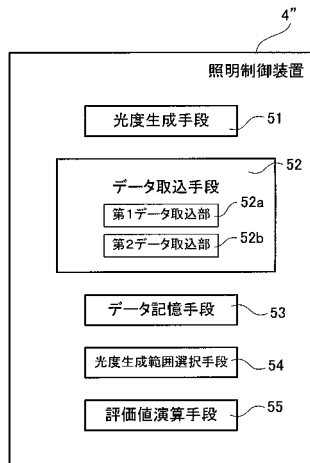 4”
照明制御装置
光度生成手段
51
52
データ取込手段
第1データ取込部
52a
第2データ取込部
52b
データ記憶手段
53
光度生成範囲選択手段
54
評価値演算手段
55